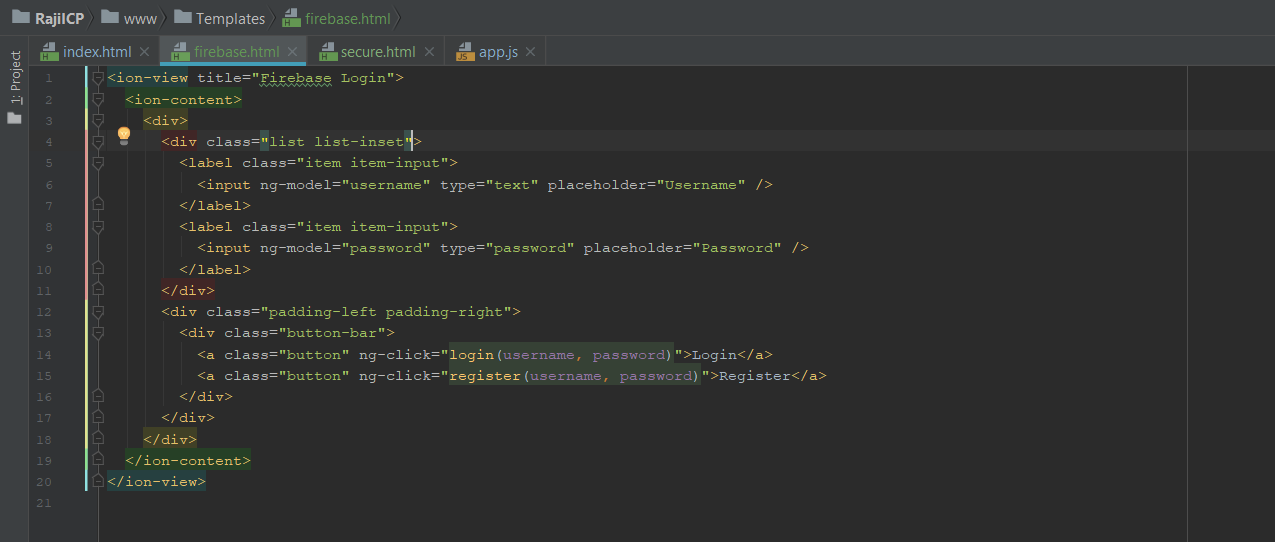 RajilCP www Templates firebase.html
1: Project
index.html firebase.html secure.html app.js
1 <ion-view title="Firebase Login">
2 <ion-content>
3 <div>
4 <div class="list list-inset">
5 <label class="item item-input">
6 <input ng-model="username" type="text" placeholder="Username" />
7 </label>
8 <label class="item item-input">
9 <input ng-model="password" type="password" placeholder="Password" />
10 </label>
11 </div>
12 <div class="padding-left padding-right">
13 <div class="button-bar">
14 <a class="button" ng-click="login(username, password)">Login</a>
15 <a class="button" ng-click="register(username, password)">Register</a>
16 </div>
17 </div>
18 </div>
19 </ion-content>
20 </ion-view>
21